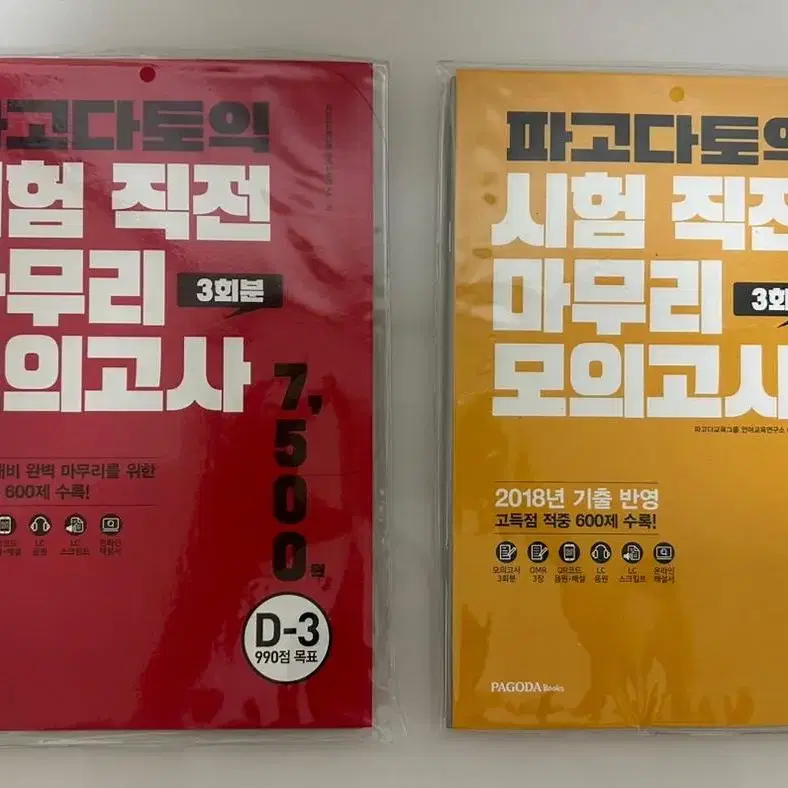 파고다토익
시험 직전
마무리
3회분
모의고사
7,500원
대비 완벽 마무리를 위한
600제 수록!
LC
음원
LC
스크립트
온라인
해설서
D-3
990점 목표
파고다토익
시험 직전
마무리
3회
모의고사
파고다교육그룹 언어교육연구소
2018년 기출 반영
고득점 적중 600제 수록!
모의고사
3회분
OMR
3장
QR코드
음원·해설
LC
음원
LC
스크립트
온라인
해설서
PAGODA Books